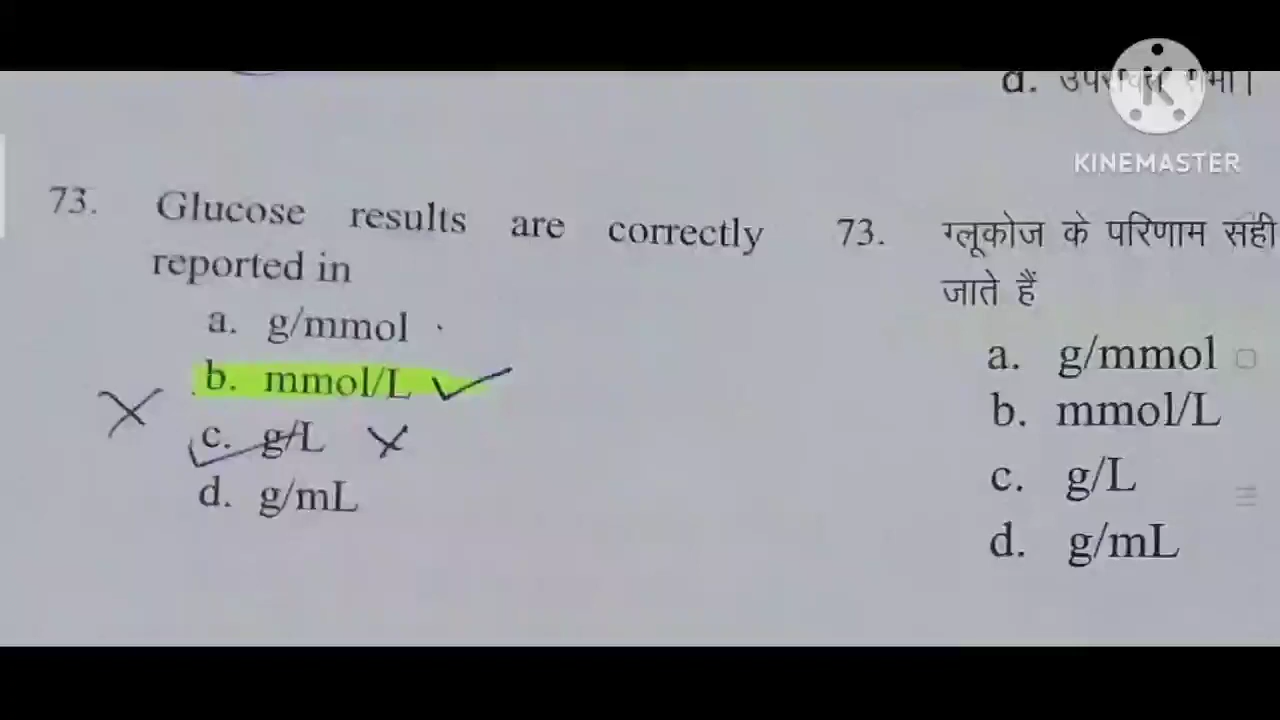 d.
KINEMASTER
73. Glucose results are correctly
reported in
a. g/mmol
b. mmol/L
c. g/L
d. g/mL
73. ग्लूकोज के परिणाम सही
जाते हैं
a. g/mmol
b. mmol/L
c. g/L
d. g/mL